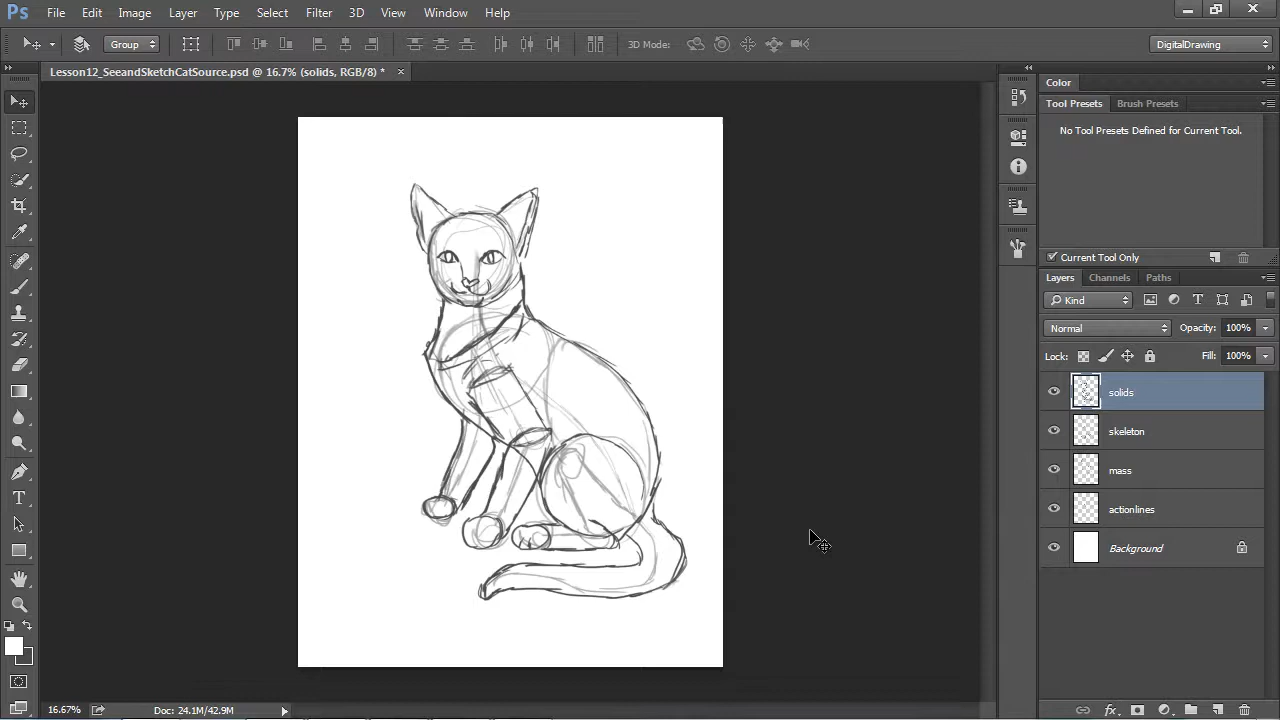 Ps File Edit Image Layer Type Select Filter 3D View Window Help
Group 3D Mode: DigitalDrawing
Lesson12_SeeandSketchCatSource.psd @ 16.7% (solids, RGB/8) * ×
Color
Tool Presets Brush Presets
No Tool Presets Defined for Current Tool.
Current Tool Only
Layers Channels Paths
Kind
Normal Opacity: 100%
Lock: Fill: 100%
solids
skeleton
mass
actionlines
Background
16.67% Doc: 24.1M/42.9M